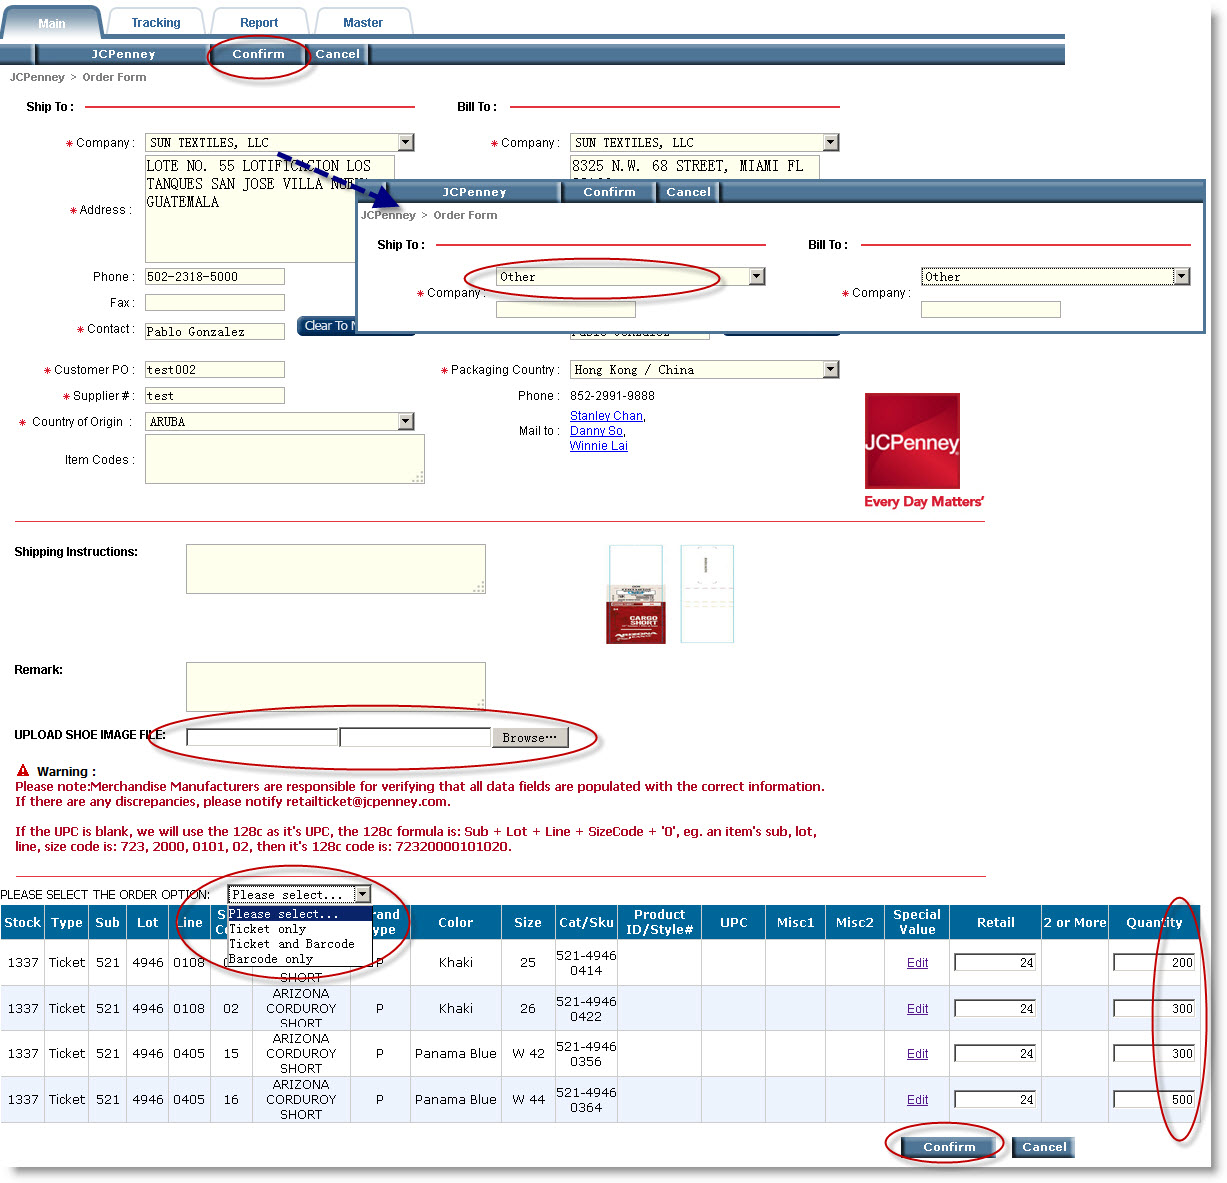 Main Tracking Report Master
JCPenney Confirm Cancel
JCPenney > Order Form
Ship To : Bill To :
* Company : SUN TEXTILES, LLC * Company : SUN TEXTILES, LLC
LOTE NO. 55 LOTIFICACION LOS 8325 N.W. 68 STREET, MIAMI FL
TANQUES SAN JOSE VILLA
* Address : GUATEMALA
JCPenney Confirm Cancel
JCPenney > Order Form
Ship To : Bill To :
Other Other
* Company : * Company :
Phone : 502-2318-5000
Fax :
* Contact : Pablo Gonzalez Clear To
* Customer PO : test002 * Packaging Country : Hong Kong / China
* Supplier # : test Phone : 852-2991-9888
* Country of Origin : ARUBA
Mail to : Stanley Chan,
Danny So,
Winnie Lai
Item Codes :
JCPenney
Every Day Matters
Shipping Instructions:
CARGO
SHORT
ARIZONA
Remark:
UPLOAD SHOE IMAGE FILE: Browse...
Warning :
Please note:Merchandise Manufacturers are responsible for verifying that all data fields are populated with the correct information.
If there are any discrepancies, please notify retailticket@jcpenney.com.
If the UPC is blank, we will use the 128c as it's UPC, the 128c formula is: Sub + Lot + Line + SizeCode + '0', eg. an item's sub, lot,
line, size code is: 723, 2000, 0101, 02, then it's 128c code is: 72320000101020.
PLEASE SELECT THE ORDER OPTION: Please select...
Please select...
Ticket only
Ticket and Barcode
Barcode only
Stock Type Sub Lot Line Color Size Cat/Sku Product ID/Style# UPC Misc1 Misc2 Special Value Retail 2 or More Quantity
1337 Ticket 521 4946 0108 SHORT P Khaki 25 521-4946 0414 Edit 24 200
1337 Ticket 521 4946 0108 02 ARIZONA CORDUROY SHORT P Khaki 26 521-4946 0422 Edit 24 300
1337 Ticket 521 4946 0405 15 ARIZONA CORDUROY SHORT P Panama Blue W 42 521-4946 0356 Edit 24 300
1337 Ticket 521 4946 0405 16 ARIZONA CORDUROY SHORT P Panama Blue W 44 521-4946 0364 Edit 24 500
Confirm Cancel